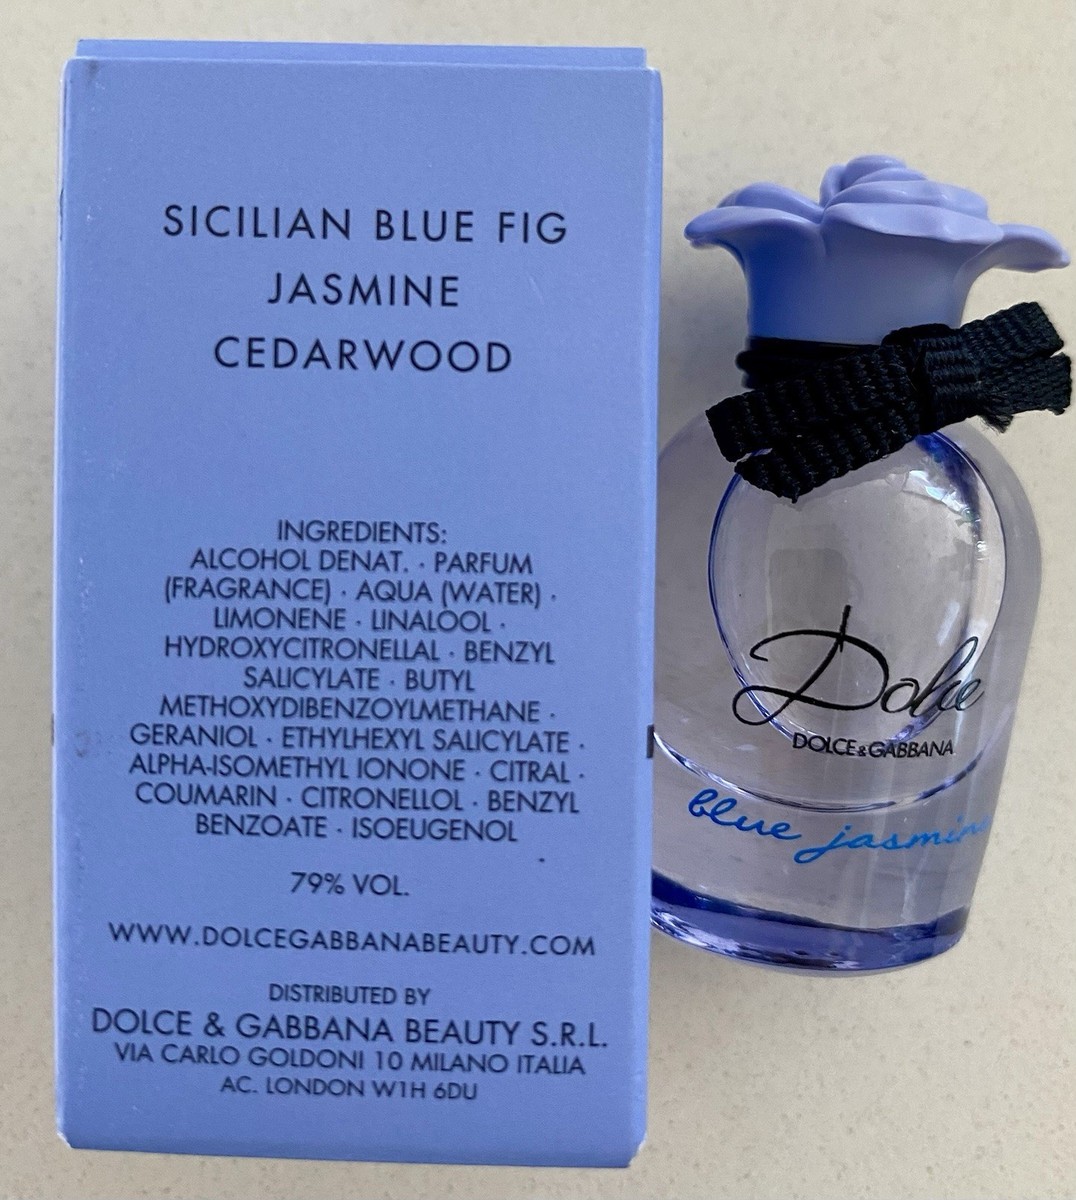 SICILIAN BLUE FIG
JASMINE
CEDARWOOD
INGREDIENTS:
ALCOHOL DENAT. · PARFUM
(FRAGRANCE) · AQUA (WATER) ·
LIMONENE · LINALOOL ·
HYDROXYCITRONELLAL · BENZYL
SALICYLATE · BUTYL
METHOXYDIBENZOYLMETHANE ·
GERANIOL · ETHYLHEXYL SALICYLATE ·
ALPHA-ISOMETHYL IONONE · CITRAL ·
COUMARIN · CITRONELLOL · BENZYL
BENZOATE · ISOEUGENOL
79% VOL.
WWW.DOLCEGABBANABEAUTY.COM
DISTRIBUTED BY
DOLCE & GABBANA BEAUTY S.R.L.
VIA CARLO GOLDONI 10 MILANO ITALIA
AC. LONDON W1H 6DU
Dolce
DOLCE&GABBANA
blue jasmine